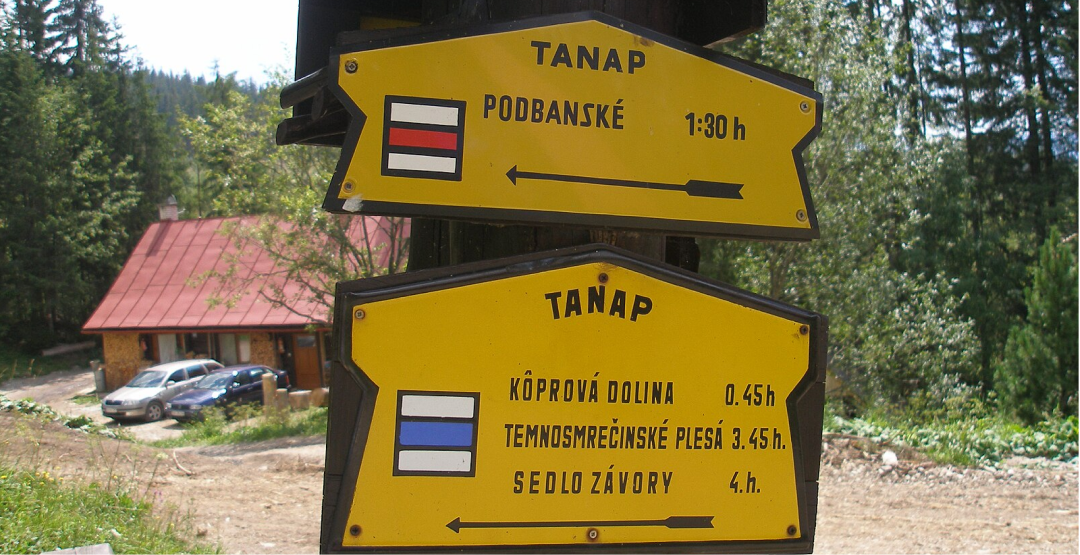 TANAP
PODBANSKÉ 1:30 h
TANAP
KÔPROVÁ DOLINA 0.45h
TEMNOSMREČINSKÉ PLESÁ 3.45h.
SEDLO ZÁVORY 4.h.